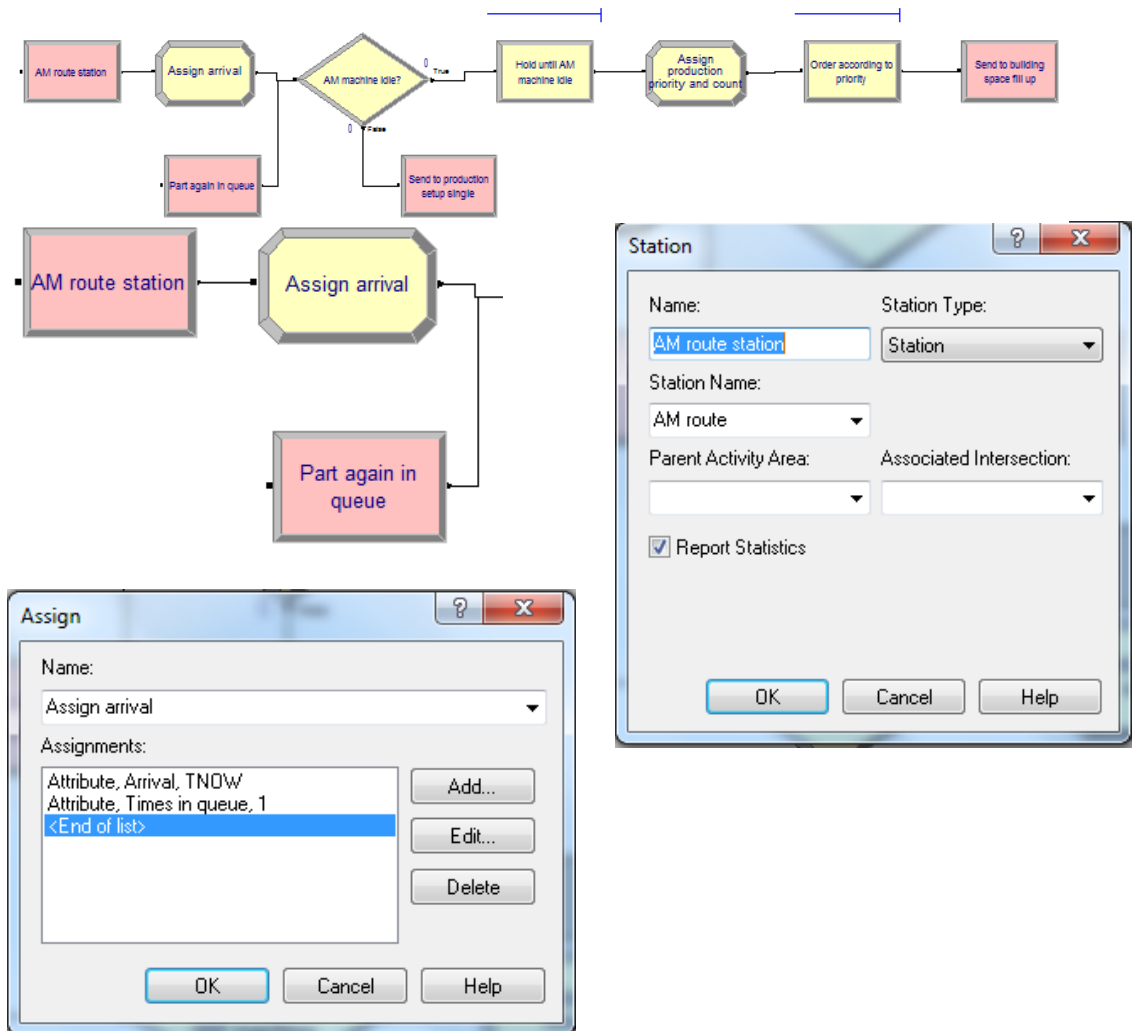 AM route station
Assign arrival
AM machine idle?
0
True
0
False
Hold until AM
machine idle
Assign
production
priority and count
Order according to
priority
Send to building
space fill up
Part again in queue
Send to production
setup single
AM route station
Assign arrival
Part again in
queue
Station
?
X
Name:
Station Type:
AM route station
Station
Station Name:
AM route
Parent Activity Area:
Associated Intersection:
Report Statistics
OK
Cancel
Help
Assign
?
X
Name:
Assign arrival
Assignments:
Attribute, Arrival, TNOW
Attribute, Times in queue, 1
<End of list>
Add...
Edit...
Delete
OK
Cancel
Help